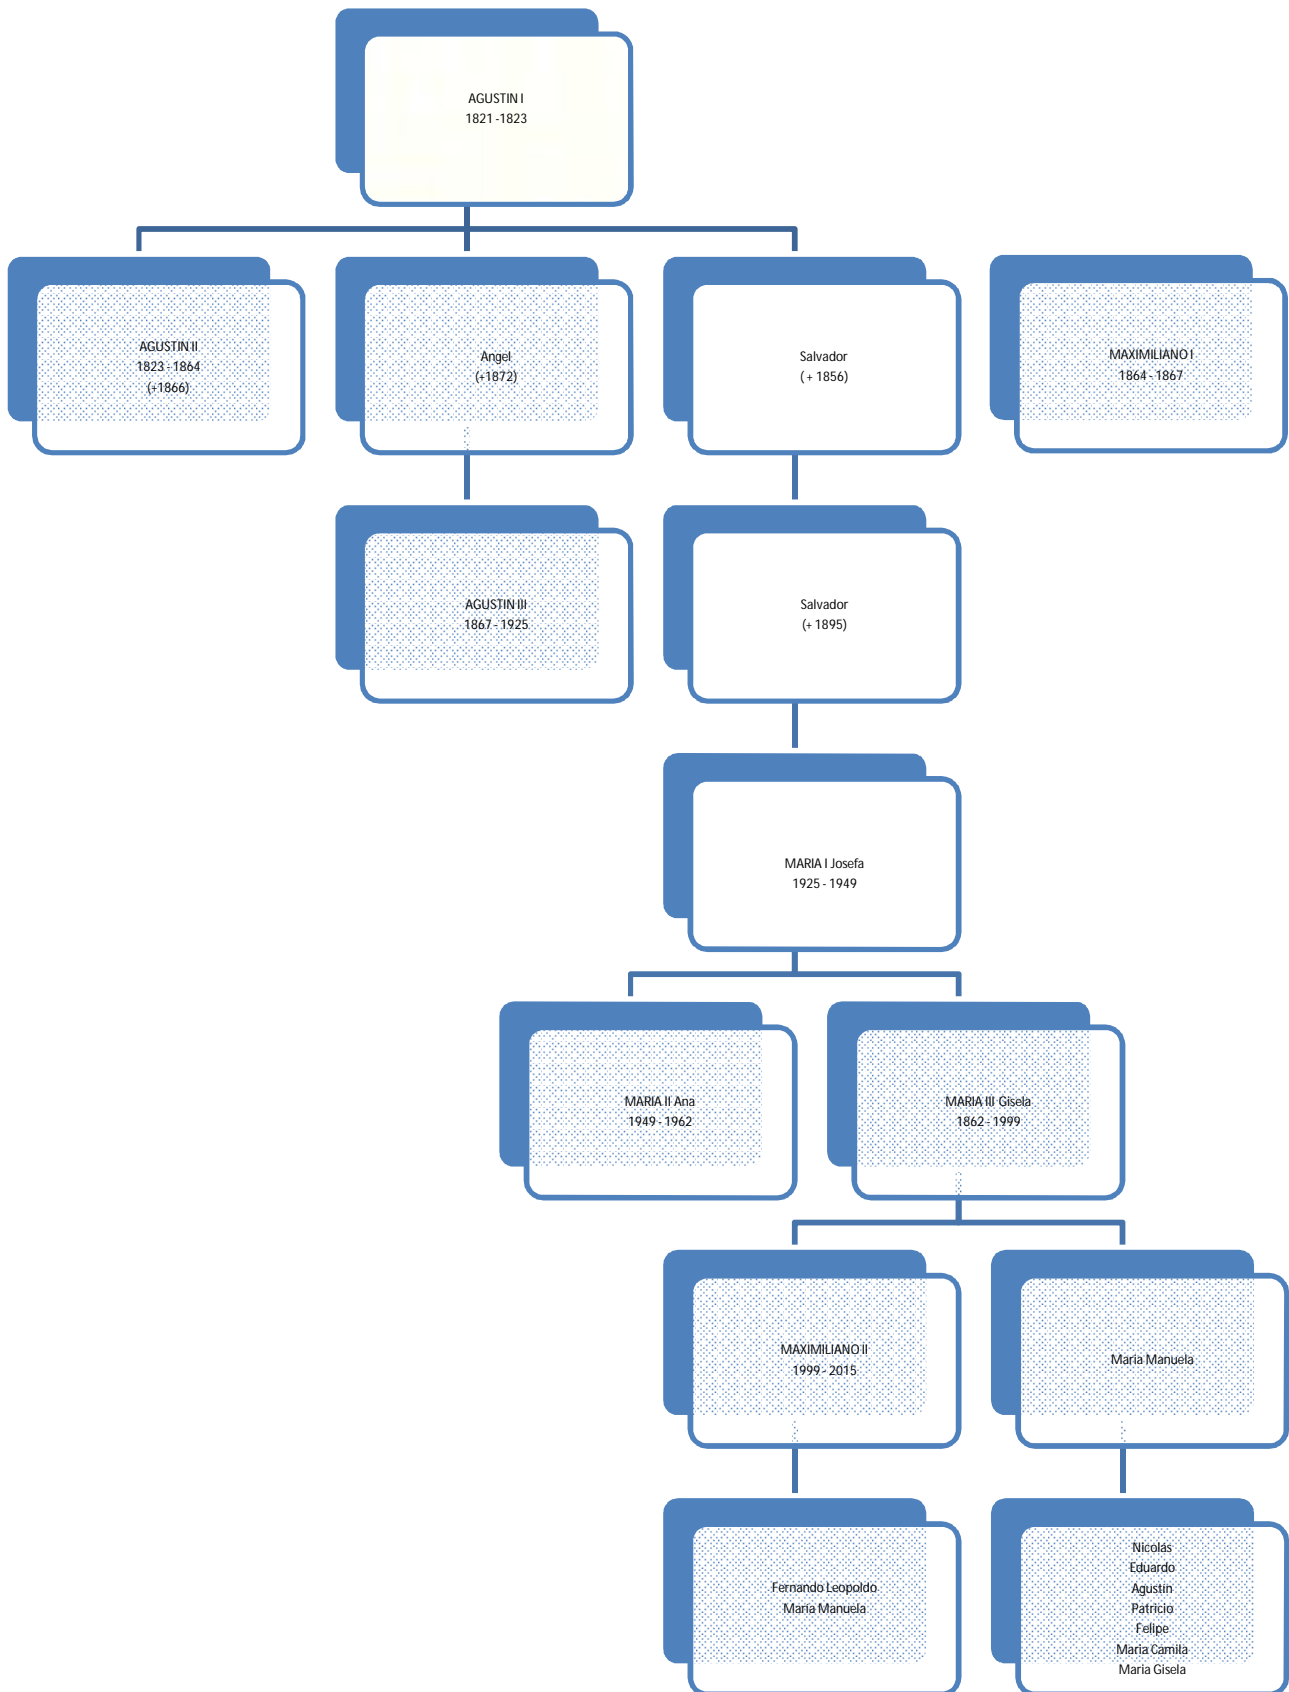 AGUSTIN I
1821 -1823
AGUSTIN II
1823 - 1864
(+1866)
Angel
(+1872)
Salvador
( + 1856)
MAXIMILIANO I
1864 - 1867
AGUSTIN III
1867 - 1925
Salvador
(+ 1895)
MARIA I Josefa
1925 - 1949
MARIA II Ana
1949 - 1962
MARIA III Gisela
1862 - 1999
MAXIMILIANO II
1999 - 2015
Maria Manuela
Fernando Leopoldo
Maria Manuela
Nicolás
Eduardo
Agustin
Patricio
Felipe
Maria Camila
Maria Gisela